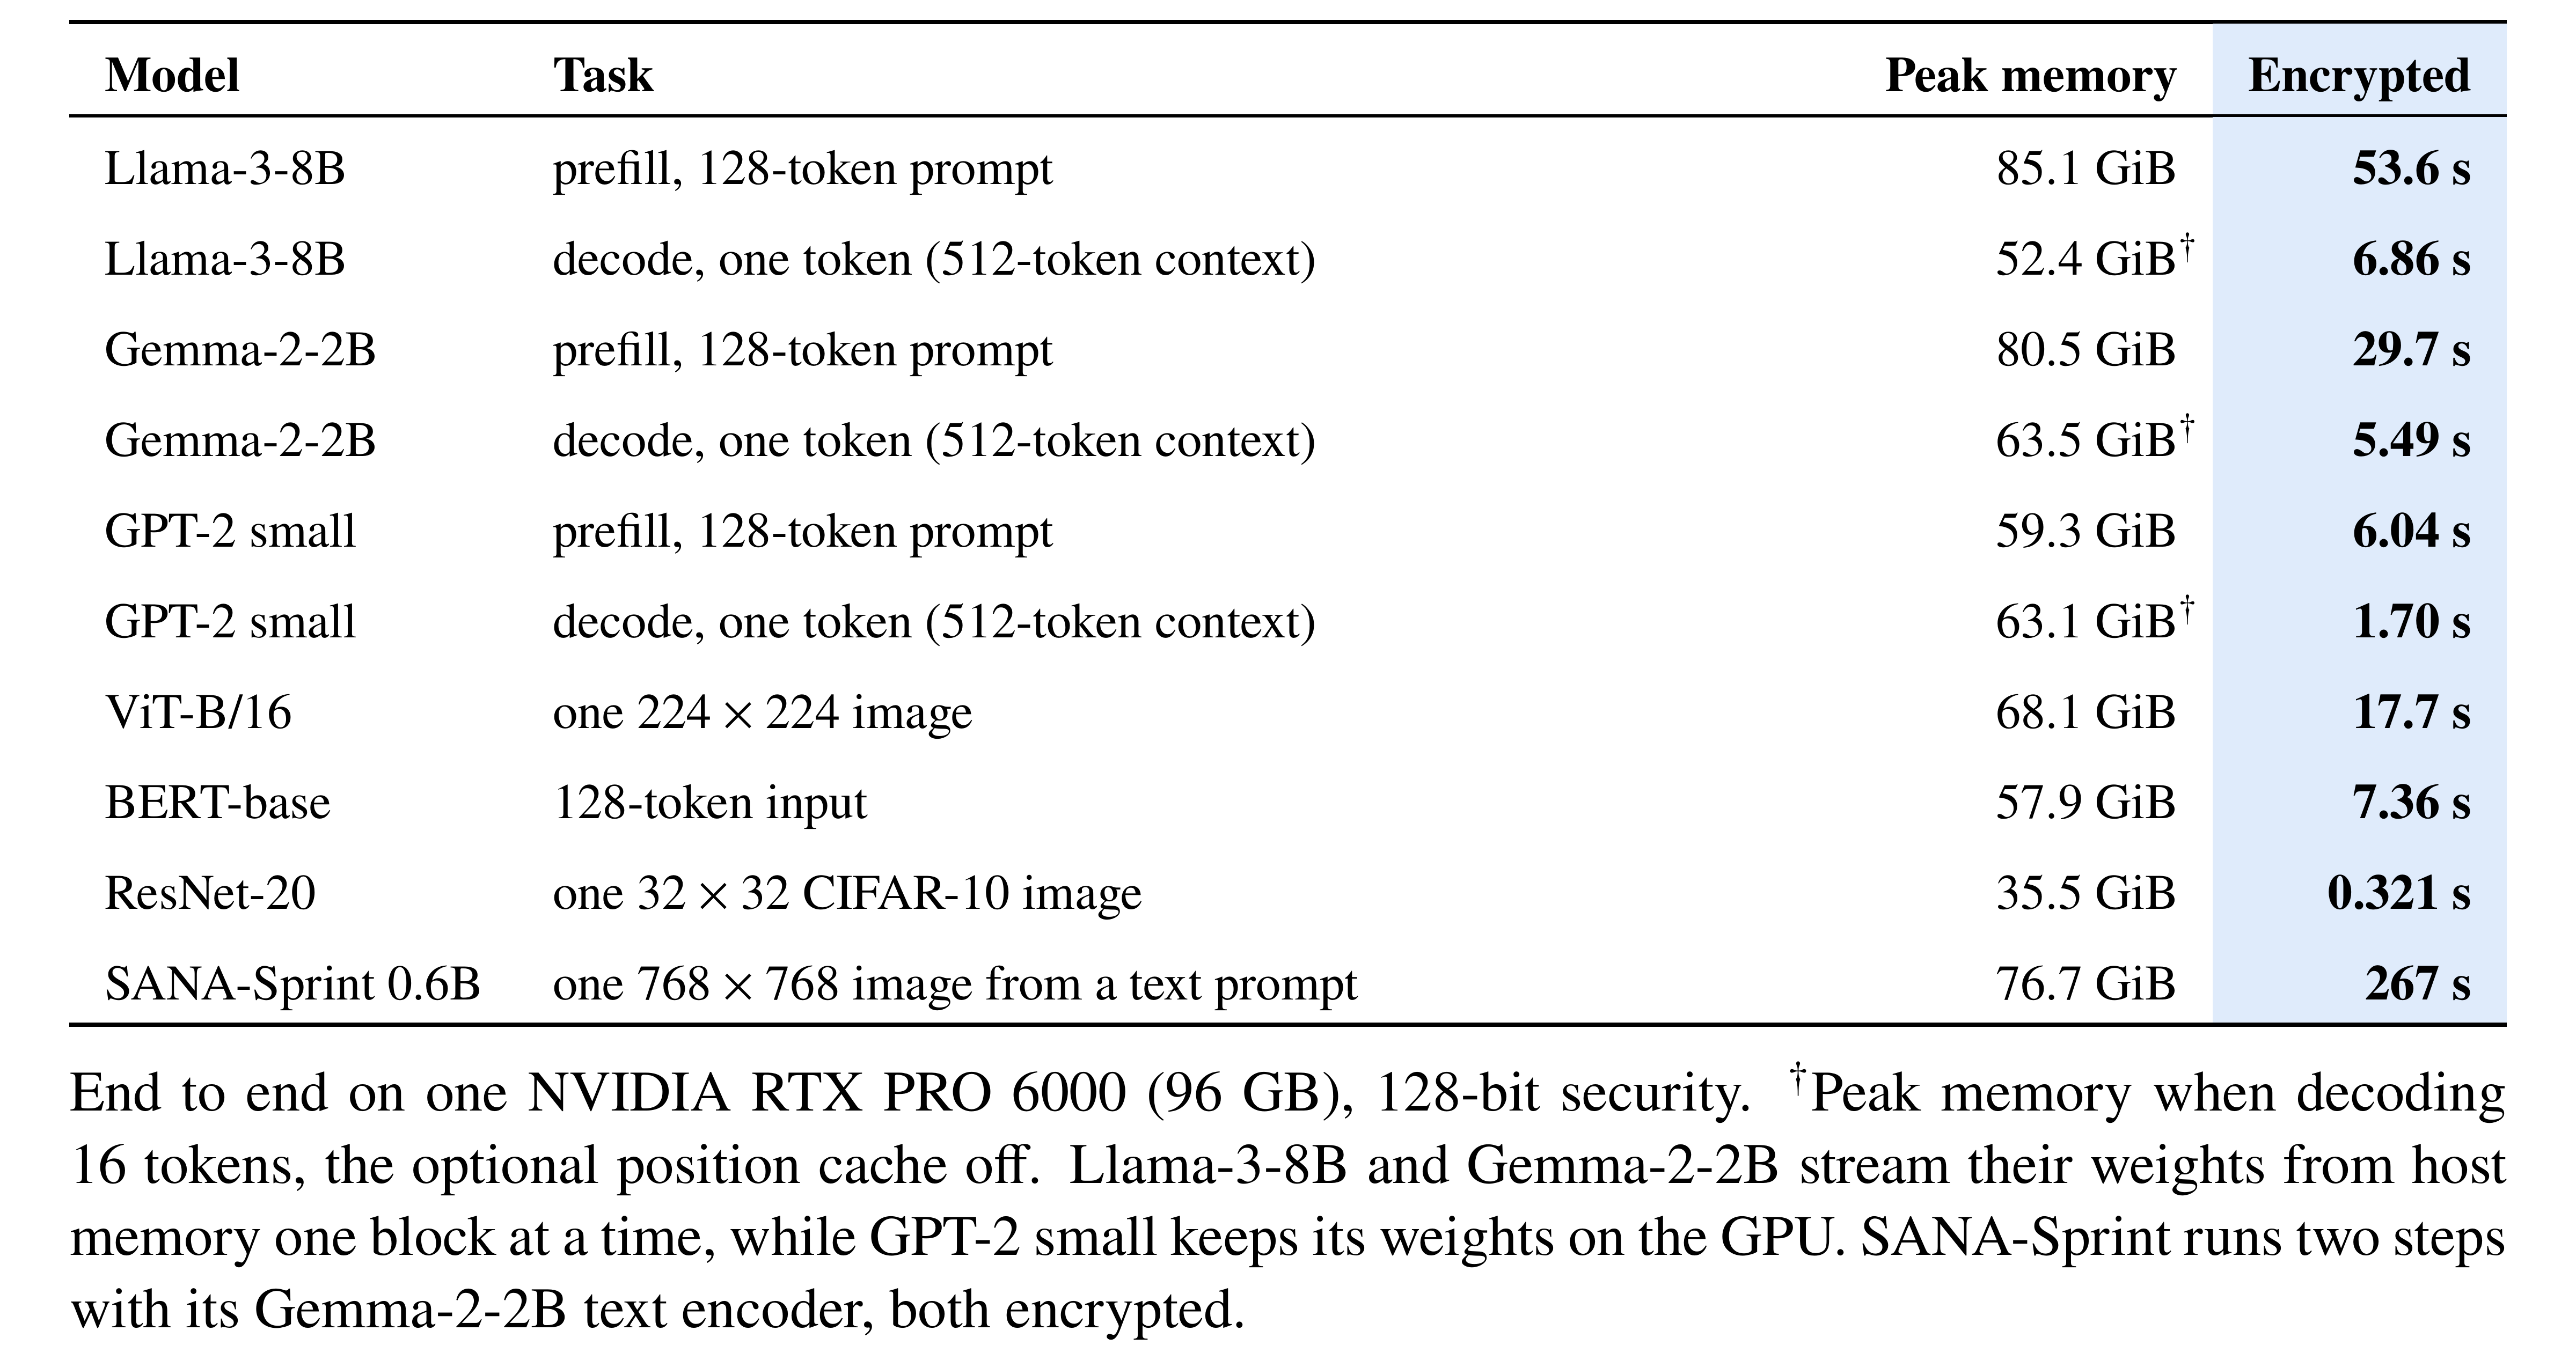 Model Task Peak memory Encrypted
Llama-3-8B prefill, 128-token prompt 85.1 GiB 53.6 s
Llama-3-8B decode, one token (512-token context) 52.4 GiB† 6.86 s
Gemma-2-2B prefill, 128-token prompt 80.5 GiB 29.7 s
Gemma-2-2B decode, one token (512-token context) 63.5 GiB† 5.49 s
GPT-2 small prefill, 128-token prompt 59.3 GiB 6.04 s
GPT-2 small decode, one token (512-token context) 63.1 GiB† 1.70 s
ViT-B/16 one 224 × 224 image 68.1 GiB 17.7 s
BERT-base 128-token input 57.9 GiB 7.36 s
ResNet-20 one 32 × 32 CIFAR-10 image 35.5 GiB 0.321 s
SANA-Sprint 0.6B one 768 × 768 image from a text prompt 76.7 GiB 267 s
End to end on one NVIDIA RTX PRO 6000 (96 GB), 128-bit security. †Peak memory when decoding
16 tokens, the optional position cache off. Llama-3-8B and Gemma-2-2B stream their weights from host
memory one block at a time, while GPT-2 small keeps its weights on the GPU. SANA-Sprint runs two steps
with its Gemma-2-2B text encoder, both encrypted.